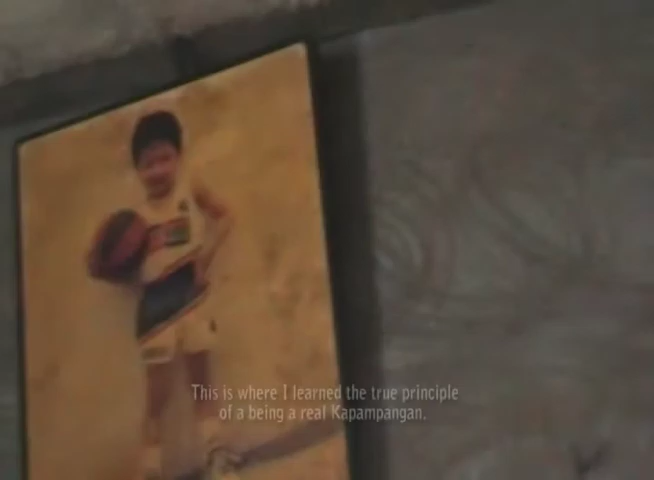 This is where I learned the true principle
of a being a real Kapampangan.